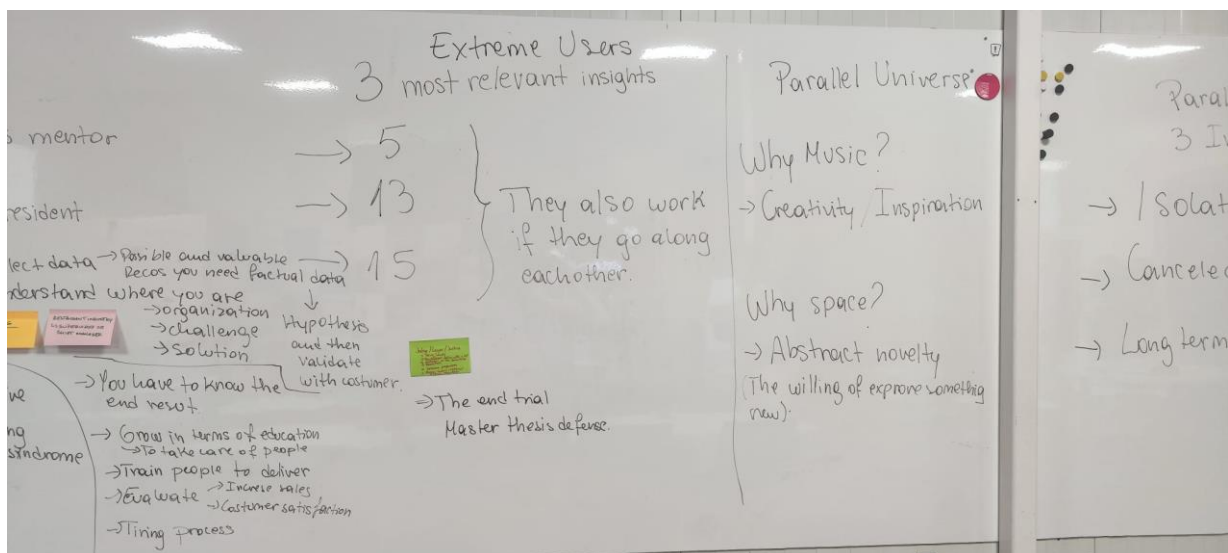 Extreme Users
3 most relevant insights
mentor
→ 5
→ 13
resident
lect data → Posible and valuable → 15
Recos you need factual data
derstand where you are
→ organization
→ challenge
→ solution
↓
Hypothesis
and then
validate
with costumer.
They also work
if they go along
eachother.
→ You have to know the
end resut
→ Grow in terms of education
→ To take care of people
→ Train people to deliver
→ Evaluate → Increse sales
→ Costumer satisfaction
→ Tiring process
ve
ng
syndrome
⇒ The end trial
Master thesis defense.
Parallel Universe
Why Music?
→ Creativity / Inspiration
Why space?
→ Abstract novelty
(The willing of exprore something
new).
Paral
3 I
→ Isolat
→ Cancelec
→ Long term